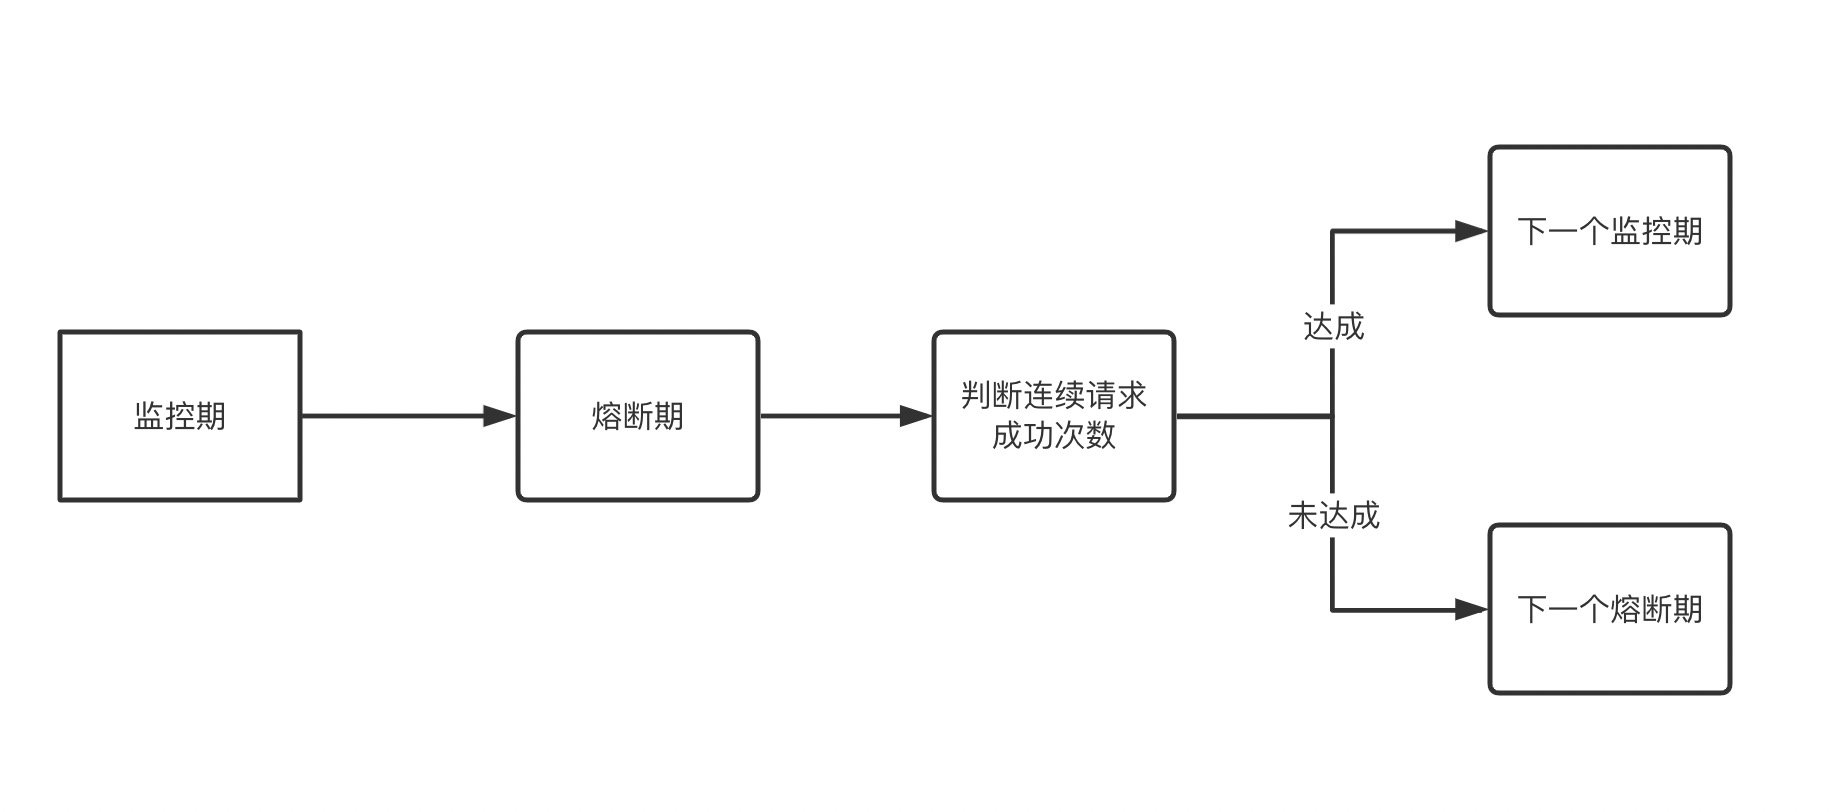 监控期
熔断期
判断连续请求
成功次数
达成
未达成
下一个监控期
下一个熔断期